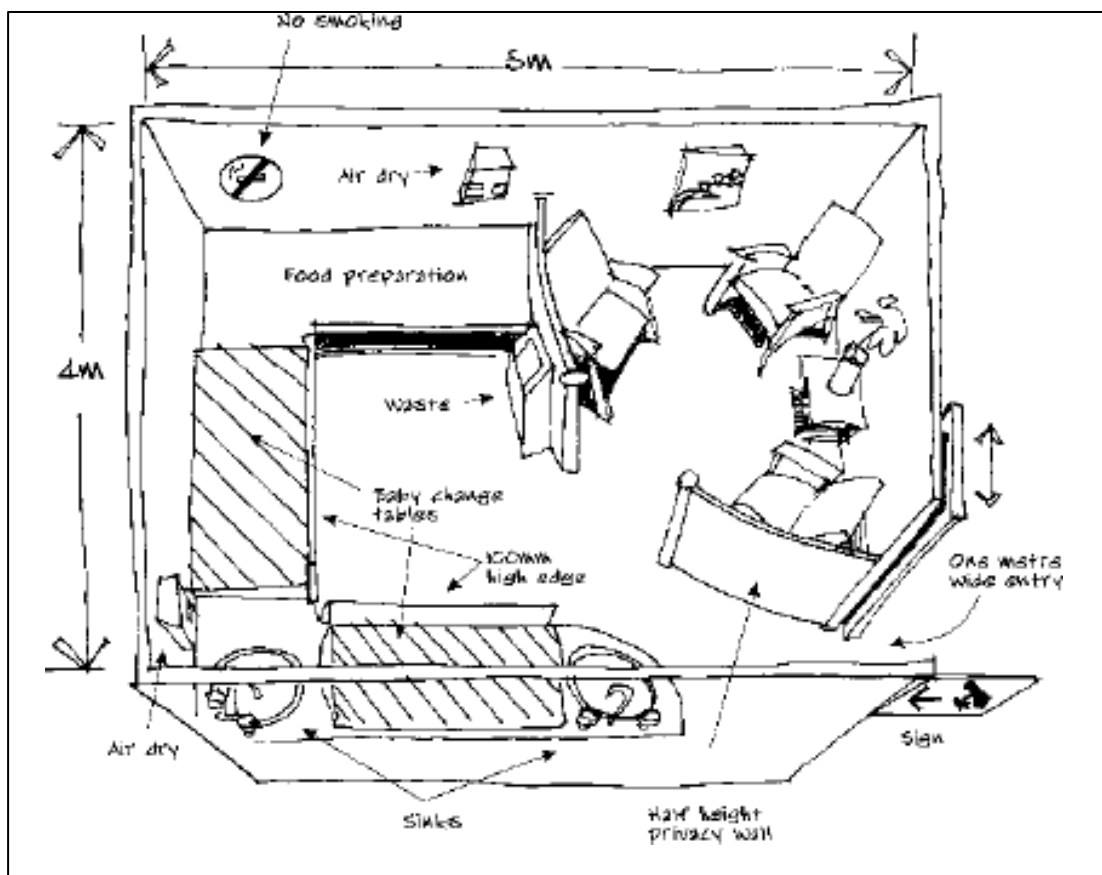 No smoking
5m
Air dry
Food preparation
4m
Waste
Baby change
tables
100mm
high edge
One metre
wide entry
Air dry
Sign
Sinks
Half height
privacy wall